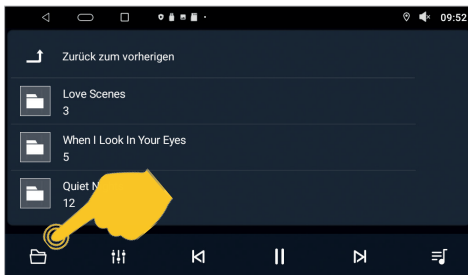 09:52
Zurück zum vorherigen
Love Scenes
3
When I Look In Your Eyes
5
Quiet
12